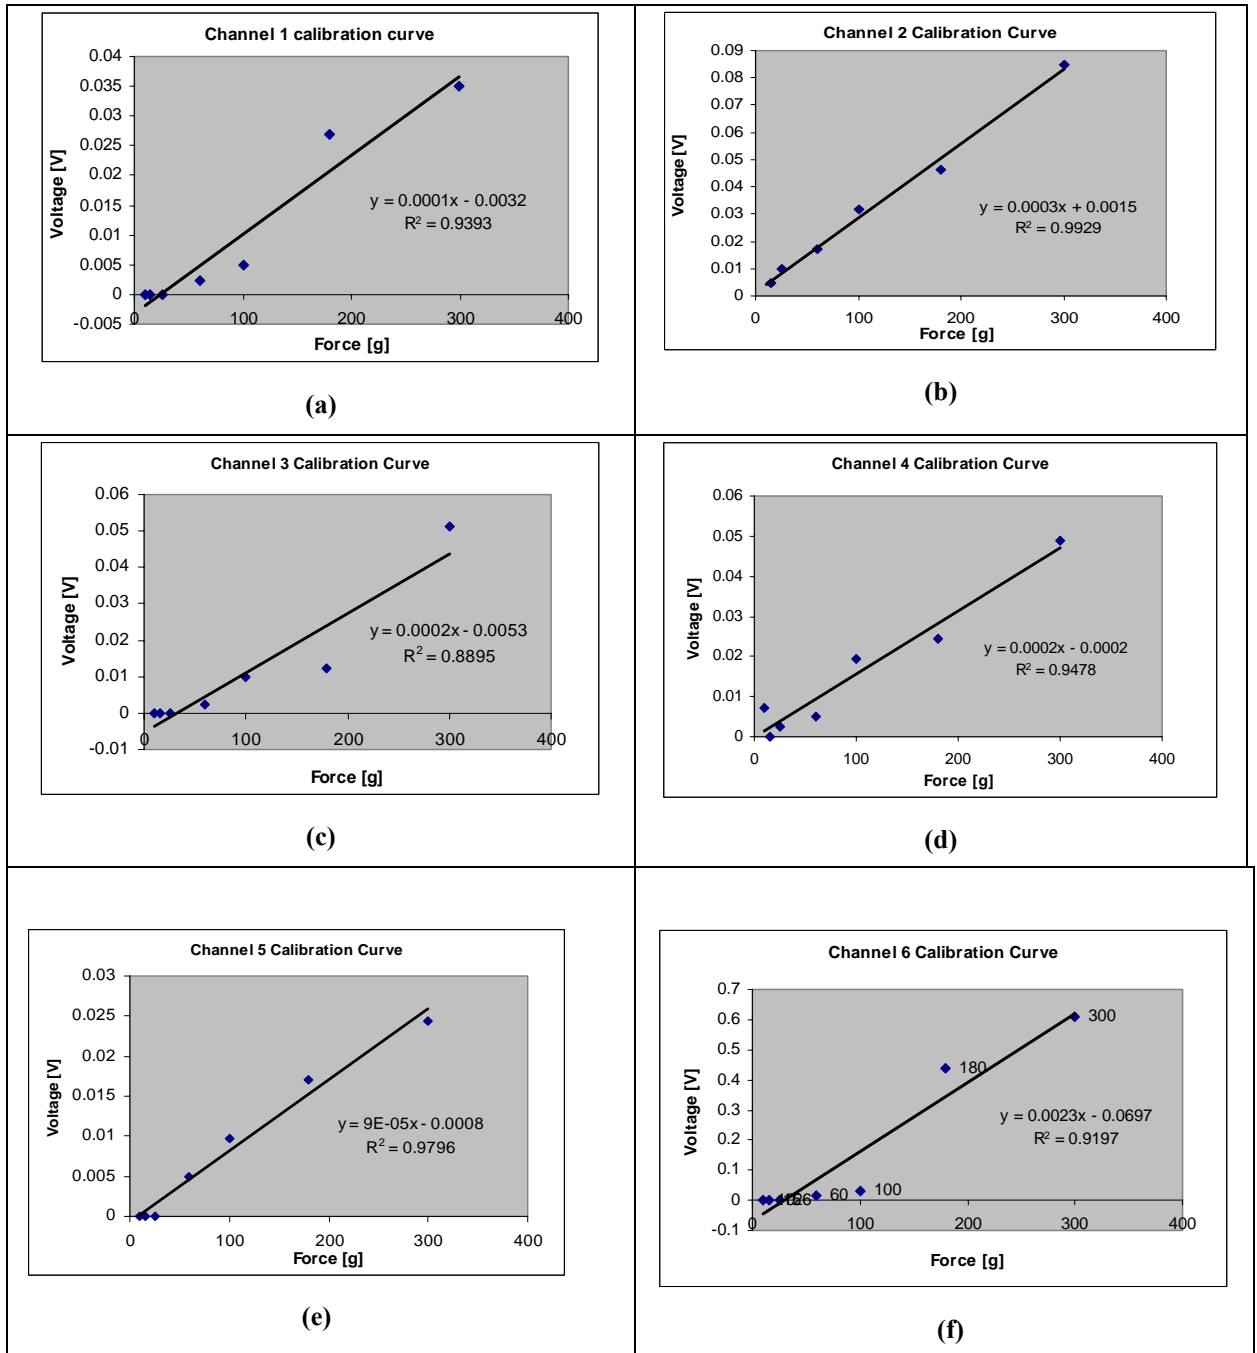 Channel 1 calibration curve
0.04
0.035
0.03
0.025
0.02
0.015
0.01
0.005
0
-0.005
Voltage [V]
y = 0.0001x - 0.0032
R² = 0.9393
0 100 200 300 400
Force [g]
(a)
Channel 2 Calibration Curve
0.09
0.08
0.07
0.06
0.05
0.04
0.03
0.02
0.01
0
Voltage [V]
y = 0.0003x + 0.0015
R² = 0.9929
0 100 200 300 400
Force [g]
(b)
Channel 3 Calibration Curve
0.06
0.05
0.04
0.03
0.02
0.01
0
-0.01
Voltage [V]
y = 0.0002x - 0.0053
R² = 0.8895
0 100 200 300 400
Force [g]
(c)
Channel 4 Calibration Curve
0.06
0.05
0.04
0.03
0.02
0.01
0
Voltage [V]
y = 0.0002x - 0.0002
R² = 0.9478
0 100 200 300 400
Force [g]
(d)
Channel 5 Calibration Curve
0.03
0.025
0.02
0.015
0.01
0.005
0
Voltage [V]
y = 9E-05x - 0.0008
R² = 0.9796
0 100 200 300 400
Force [g]
(e)
Channel 6 Calibration Curve
0.7
0.6
0.5
0.4
0.3
0.2
0.1
0
-0.1
Voltage [V]
300
180
y = 0.0023x - 0.0697
R² = 0.9197
60 100
0 100 200 300 400
Force [g]
(f)